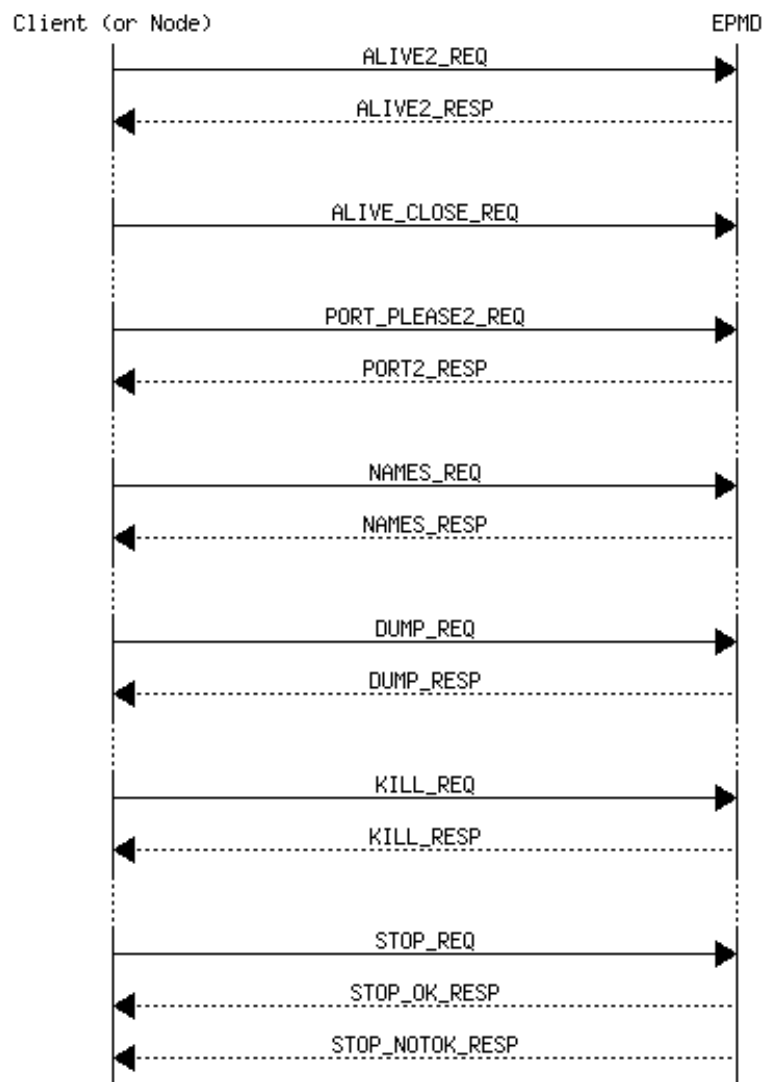 Client (or Node) EPMD
ALIVE2_REQ
ALIVE2_RESP
ALIVE_CLOSE_REQ
PORT_PLEASE2_REQ
PORT2_RESP
NAMES_REQ
NAMES_RESP
DUMP_REQ
DUMP_RESP
KILL_REQ
KILL_RESP
STOP_REQ
STOP_OK_RESP
STOP_NOTOK_RESP